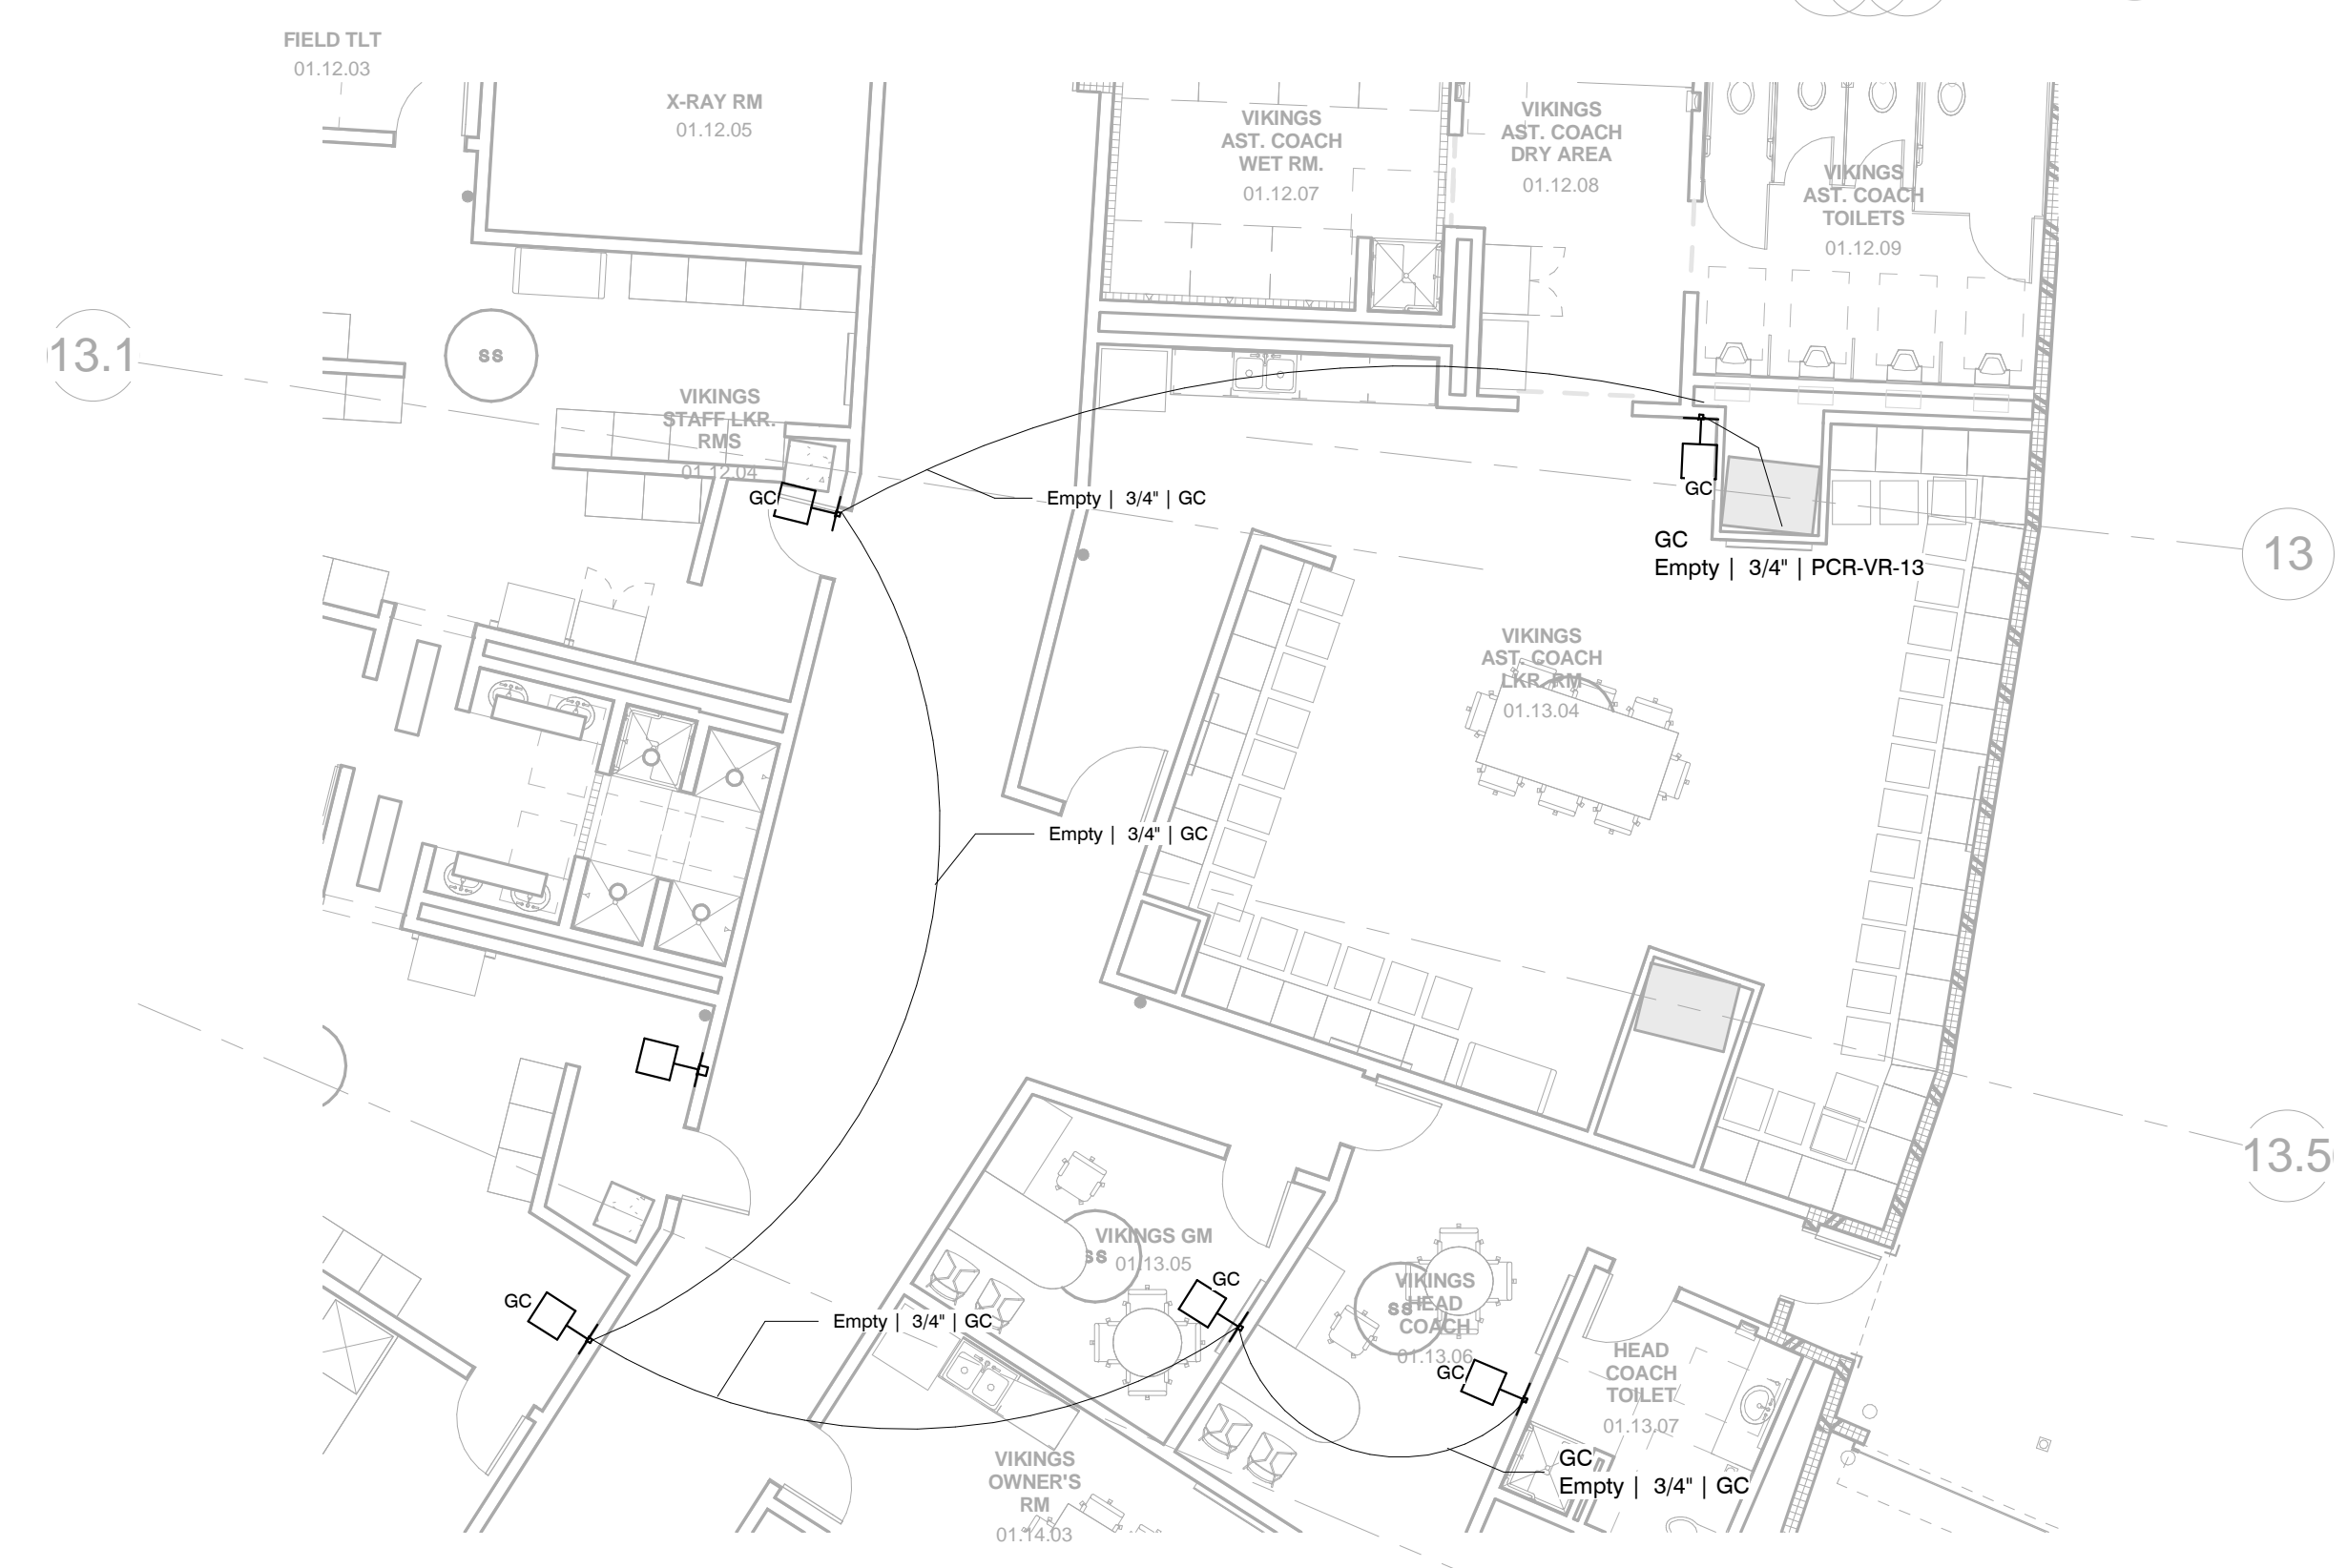 FIELD TLT
01.12.03
X-RAY RM
01.12.05
VIKINGS
AST. COACH
WET RM.
01.12.07
VIKINGS
AST. COACH
DRY AREA
01.12.08
VIKINGS
AST. COACH
TOILETS
01.12.09
13.1
SS
VIKINGS
STAFF LKR.
RMS
01.12.04
GC
Empty | 3/4" | GC
GC
GC
Empty | 3/4" | PCR-VR-13
13
VIKINGS
AST. COACH
LKR. RM
01.13.04
Empty | 3/4" | GC
13.5
VIKINGS GM
01.13.05
SS
GC
GC
Empty | 3/4" | GC
VIKINGS
HEAD
COACH
01.13.06
SS
GC
HEAD
COACH
TOILET
01.13.07
GC
Empty | 3/4" | GC
VIKINGS
OWNER'S
RM
01.14.03